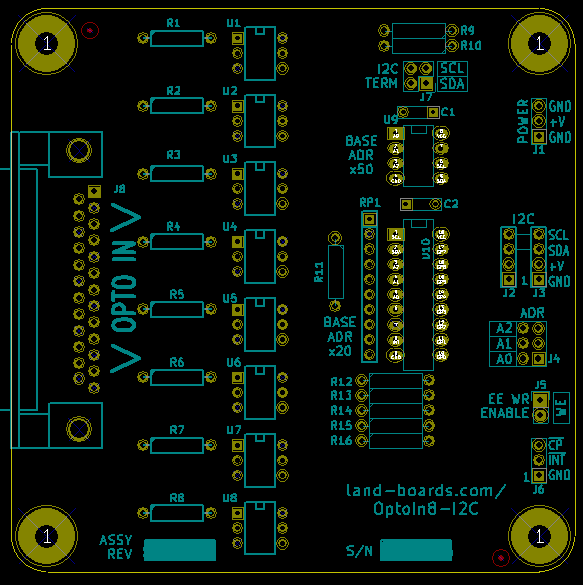 1
R1
U1
R9
R10
1
I2C
SCL
TERM
SDA
J7
R2
U2
U9
C1
POWER
GND
+V
GND
J1
BASE
ADR
x50
R3
U3
J8
RP1
C2
R4
U4
U10
I2C
SCL
SDA
+V
1
GND
J2
J3
V OPTO IN V
R11
R5
U5
BASE
ADR
x20
ADR
A2
A1
A0
J4
R6
U6
R12
R13
R14
R15
R16
J5
EE WR
ENABLE
WE
R7
U7
CP
INT
1
GND
J6
R8
U8
land-boards.com/
OptoIn8-I2C
1
ASSY
REV
S/N
1